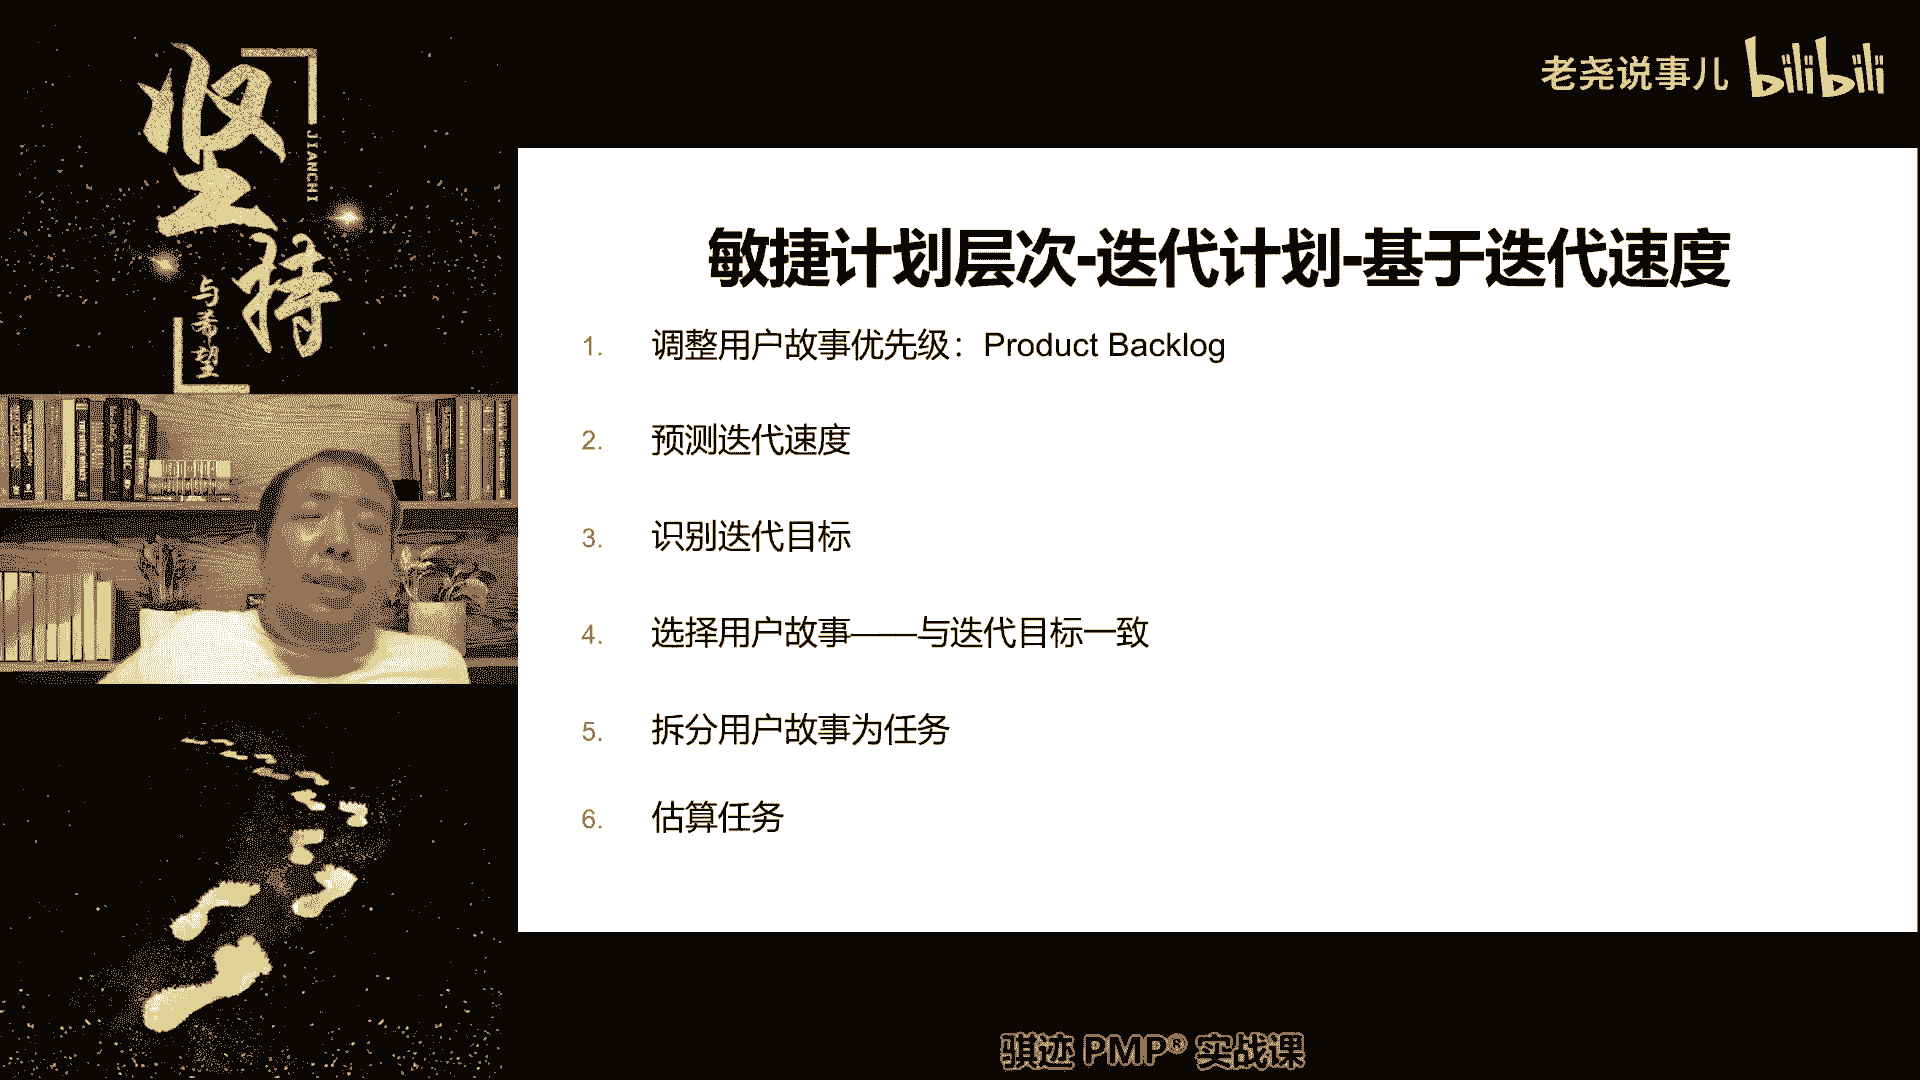 坚持
JIANCHI
与希望
老尧说事儿 bilibili
敏捷计划层次-迭代计划-基于迭代速度
1. 调整用户故事优先级：Product Backlog
2. 预测迭代速度
3. 识别迭代目标
4. 选择用户故事——与迭代目标一致
5. 拆分用户故事为任务
6. 估算任务
骐迹 PMP® 实战课